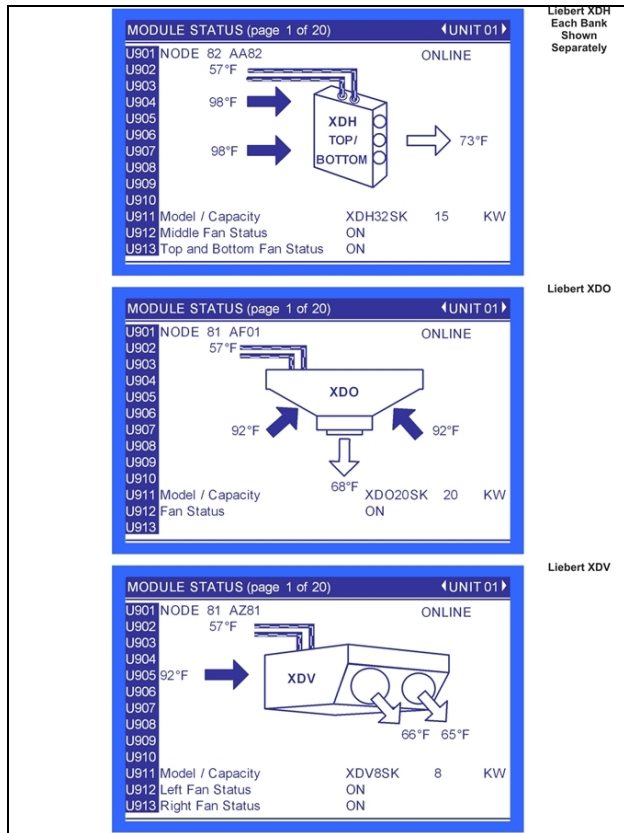 Liebert XDH
Each Bank
Shown
Separately
MODULE STATUS (page 1 of 20) UNIT 01
U901 NODE 82 AA82 ONLINE
U902 57°F
U903
U904 98°F
U905 XDH
U906 TOP/ 73°F
U907 98°F BOTTOM
U908
U909
U910
U911 Model / Capacity XDH32SK 15 KW
U912 Middle Fan Status ON
U913 Top and Bottom Fan Status ON
Liebert XDO
MODULE STATUS (page 1 of 20) UNIT 01
U901 NODE 81 AF01 ONLINE
U902 57°F
U903
U904
U905 XDO
U906
U907 92°F 92°F
U908
U909
U910 68°F
U911 Model / Capacity XDO20SK 20 KW
U912 Fan Status ON
U913
Liebert XDV
MODULE STATUS (page 1 of 20) UNIT 01
U901 NODE 81 AZ81 ONLINE
U902 57°F
U903
U904
U905 92°F XDV
U906
U907
U908 66°F 65°F
U909
U910
U911 Model / Capacity XDV8SK 8 KW
U912 Left Fan Status ON
U913 Right Fan Status ON